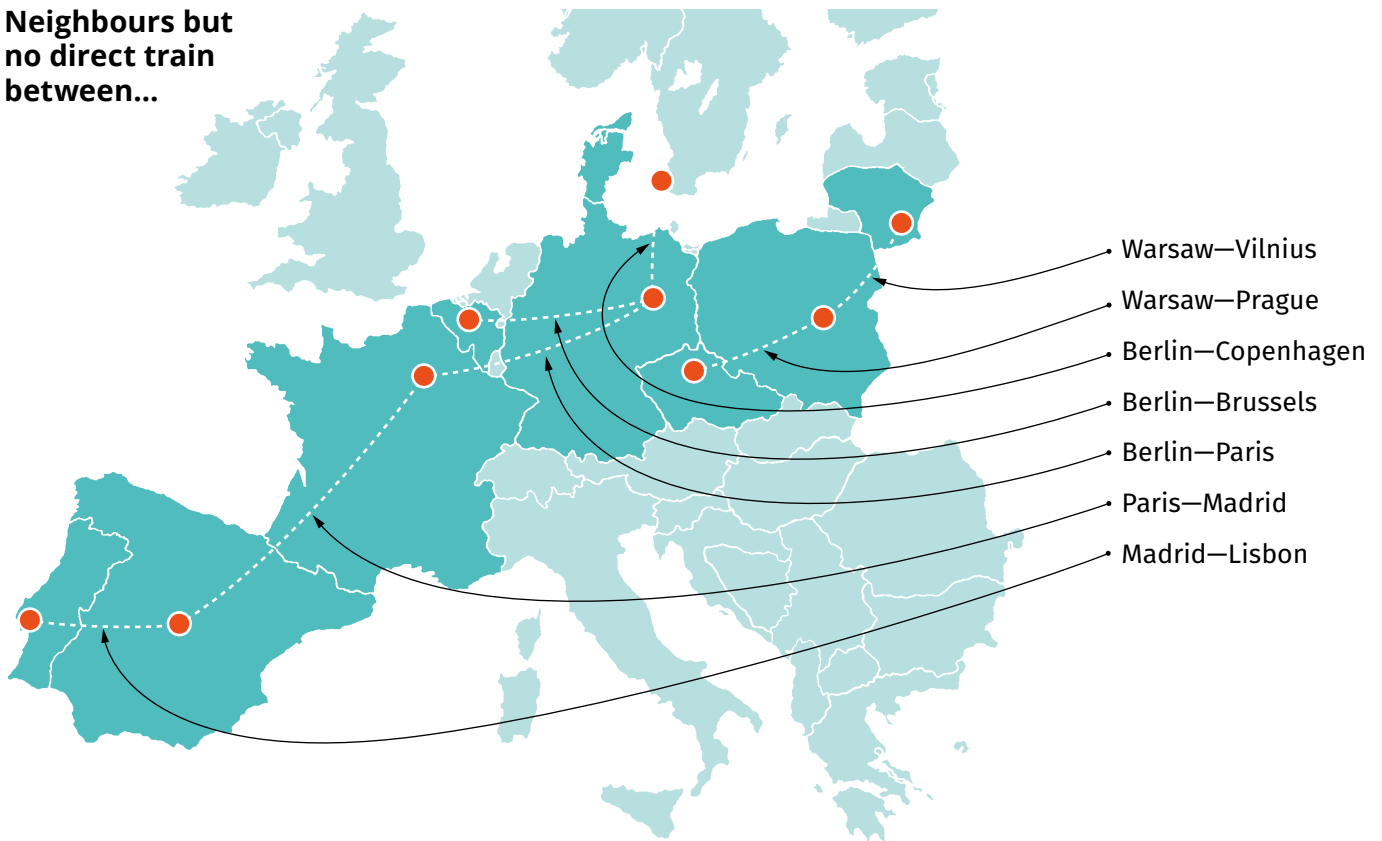 Neighbours but
no direct train
between...
Warsaw—Vilnius
Warsaw—Prague
Berlin—Copenhagen
Berlin—Brussels
Berlin—Paris
Paris—Madrid
Madrid—Lisbon